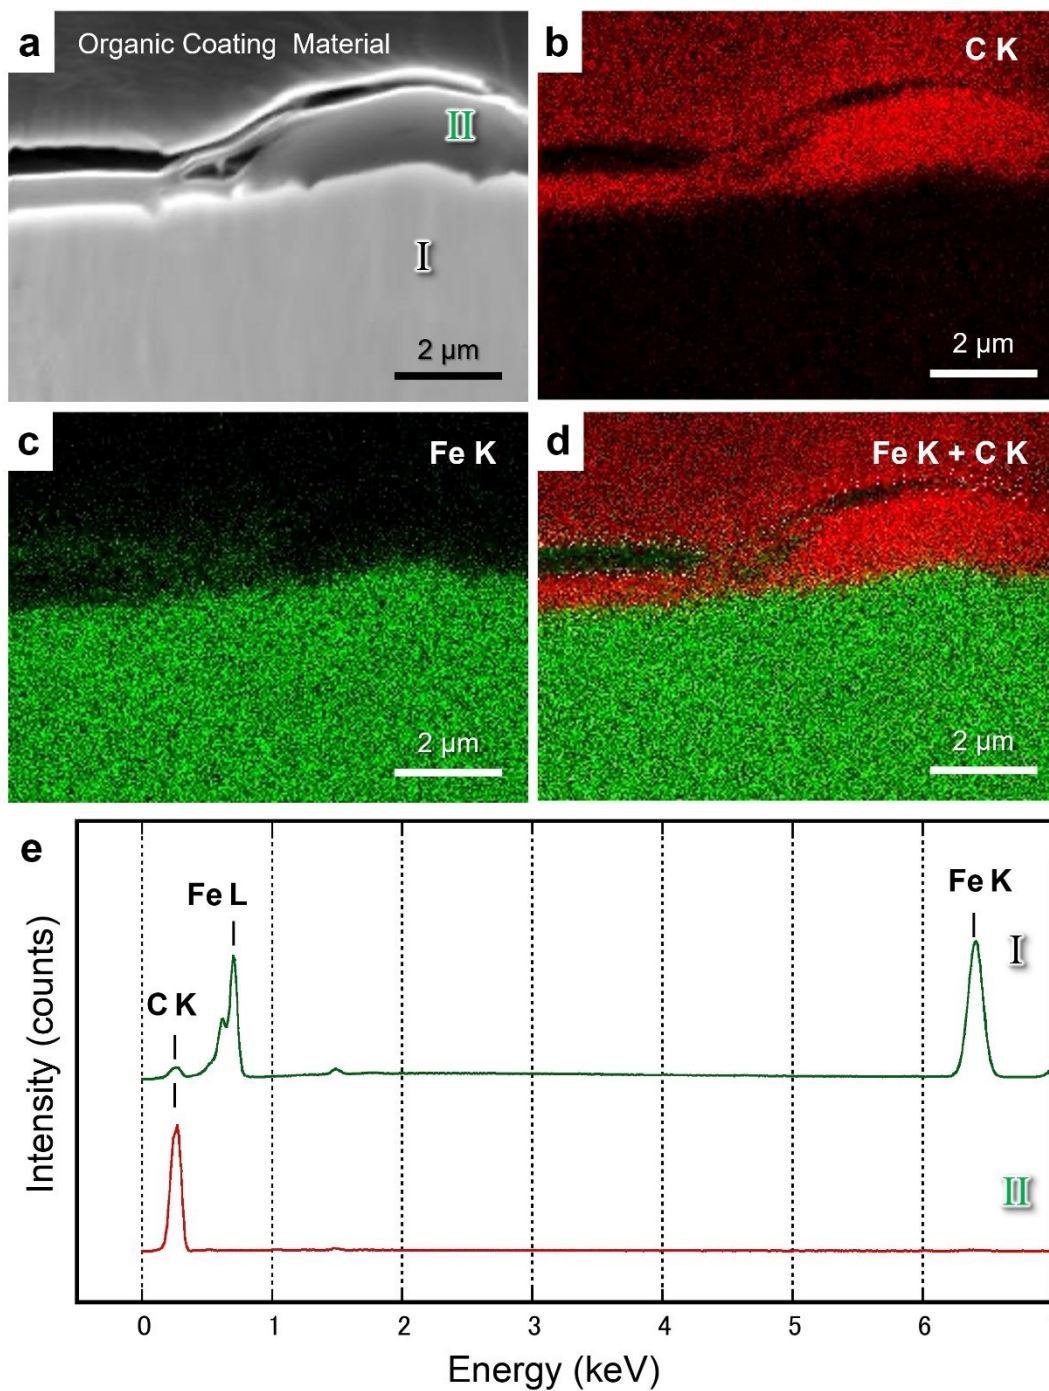 a
Organic Coating Material
II
I
2 µm
b
C K
2 µm
c
Fe K
2 µm
d
Fe K + C K
2 µm
e
Fe L
Fe K
I
C K
II
Intensity (counts)
0 1 2 3 4 5 6
Energy (keV)